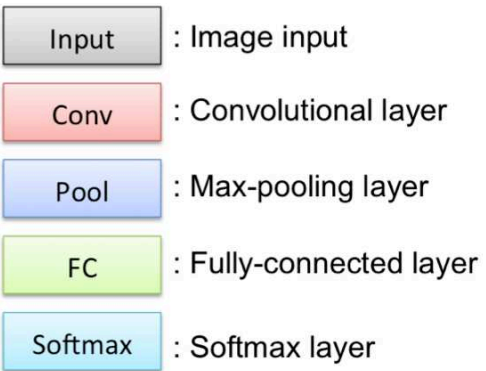 Input : Image input
Conv : Convolutional layer
Pool : Max-pooling layer
FC : Fully-connected layer
Softmax : Softmax layer